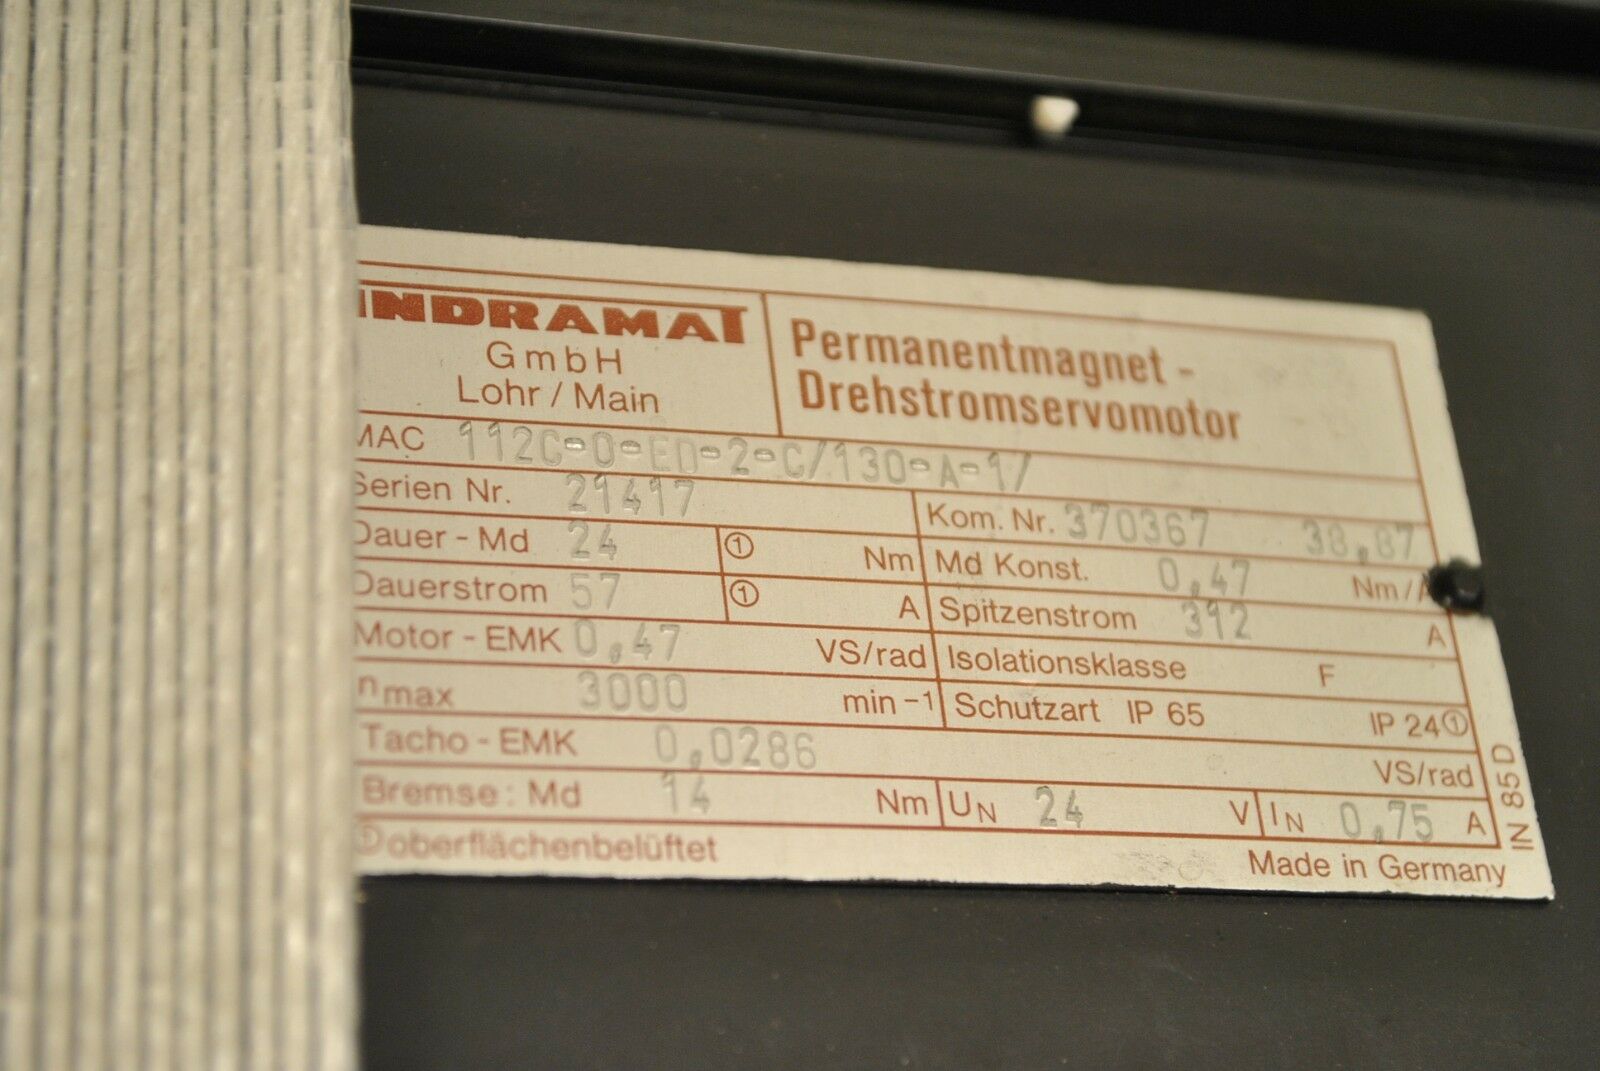 INDRAMAT
GmbH
Lohr / Main
Permanentmagnet -
Drehstromservomotor
MAC 112C-0-ED-2-C/130-A-1/
Serien Nr. 21417
Kom. Nr. 370367 38,87
Dauer - Md 24 ① Nm
Md Konst. 0,47 Nm/A
Dauerstrom 57 ① A
Spitzenstrom 312 A
Motor - EMK 0,47 VS/rad
Isolationsklasse F
nmax 3000 min -1
Schutzart IP 65 IP 24①
Tacho - EMK 0,0286 VS/rad
Bremse: Md 14 Nm UN 24 V IN 0,75 A
①oberflächenbelüftet
Made in Germany
IN 85 D